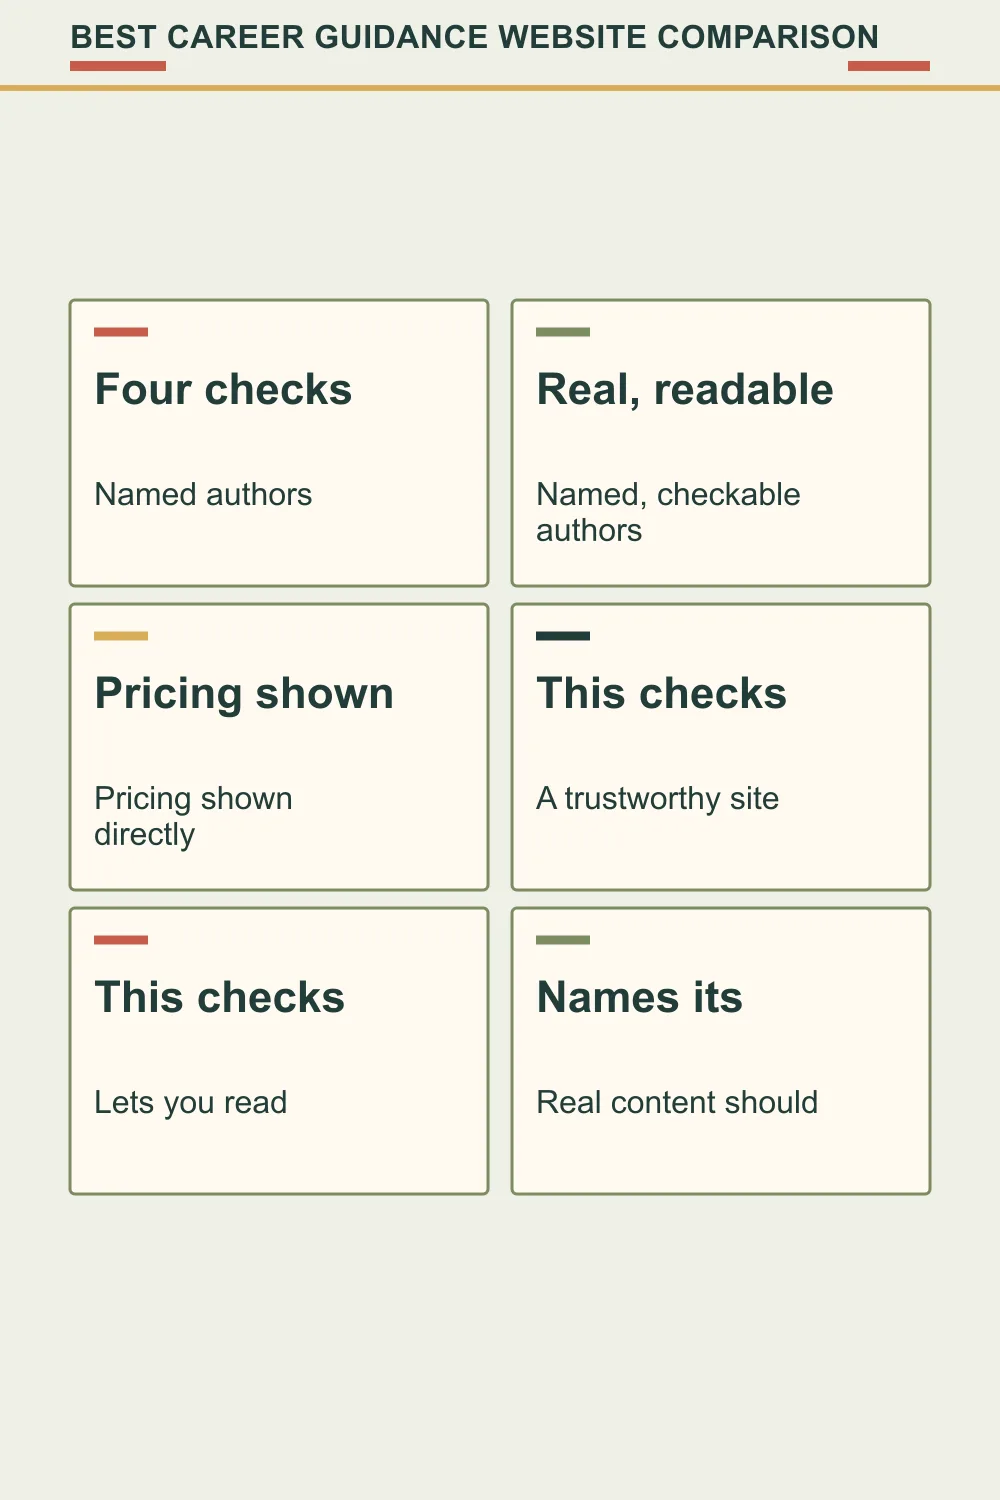 BEST CAREER GUIDANCE WEBSITE COMPARISON
Four checks
Named authors
Real, readable
Named, checkable
authors
Pricing shown
Pricing shown
directly
This checks
A trustworthy site
This checks
Lets you read
Names its
Real content should